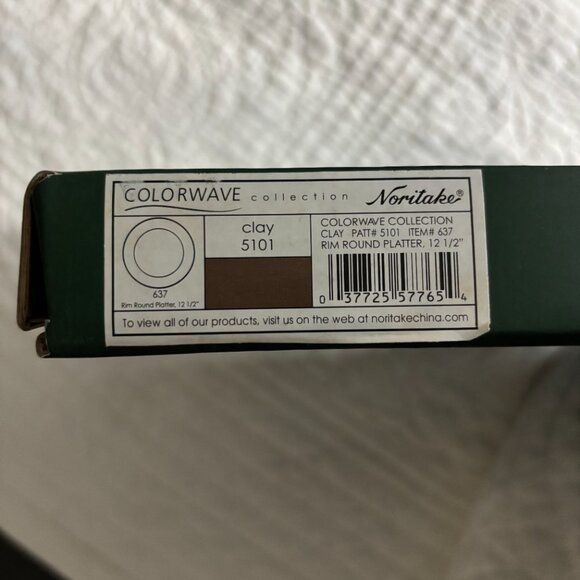 COLORWAVE collection Noritake®
637
Rim Round Platter, 12 1/2"
clay
5101
COLORWAVE COLLECTION
CLAY PATT# 5101 ITEM# 637
RIM ROUND PLATTER, 12 1/2"
0 37725 57765 4
To view all of our products, visit us on the web at noritakechina.com